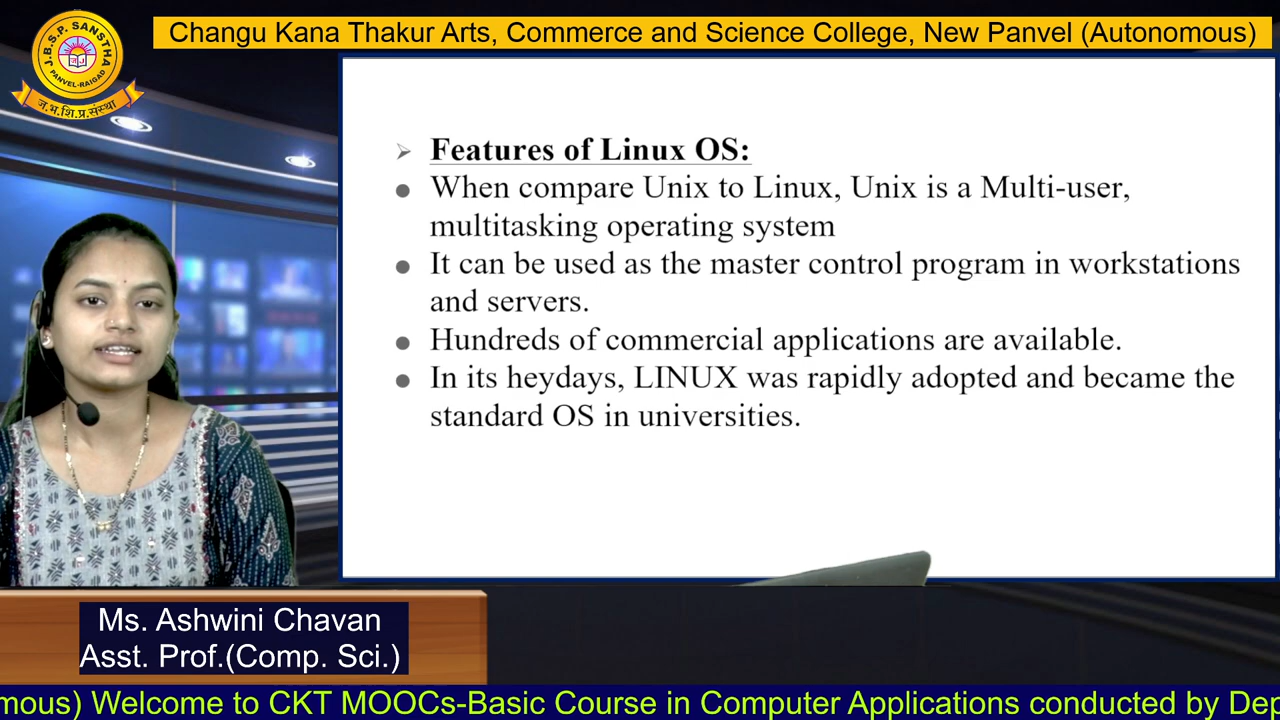 Changu Kana Thakur Arts, Commerce and Science College, New Panvel (Autonomous)
J.B.S.P. SANSTHA
PANVEL-RAIGAD
ज.भ.शि.प्र.संस्था
Features of Linux OS:
When compare Unix to Linux, Unix is a Multi-user,
multitasking operating system
It can be used as the master control program in workstations
and servers.
Hundreds of commercial applications are available.
In its heydays, LINUX was rapidly adopted and became the
standard OS in universities.
Ms. Ashwini Chavan
Asst. Prof.(Comp. Sci.)
mous) Welcome to CKT MOOCs-Basic Course in Computer Applications conducted by Dep